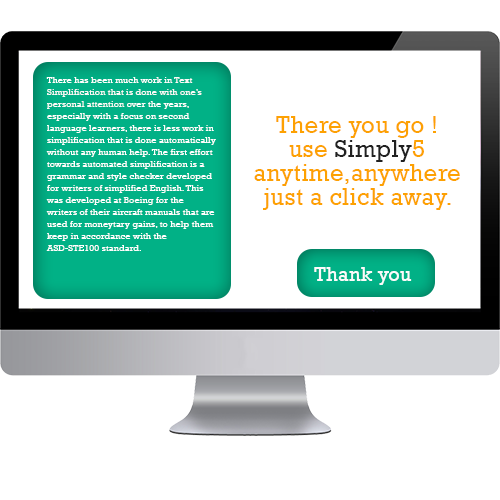 There has been much work in Text
Simplification that is done with one's
personal attention over the years,
especially with a focus on second
language learners, there is less work in
simplification that is done automatically
without any human help. The first effort
towards automated simplification is a
grammar and style checker developed
for writers of simplified English. This
was developed at Boeing for the
writers of their aircraft manuals that are
used for moneytary gains, to help them
keep in accordance with the
ASD-STE100 standard.
There you go !
use Simply5
anytime,anywhere
just a click away.
Thank you